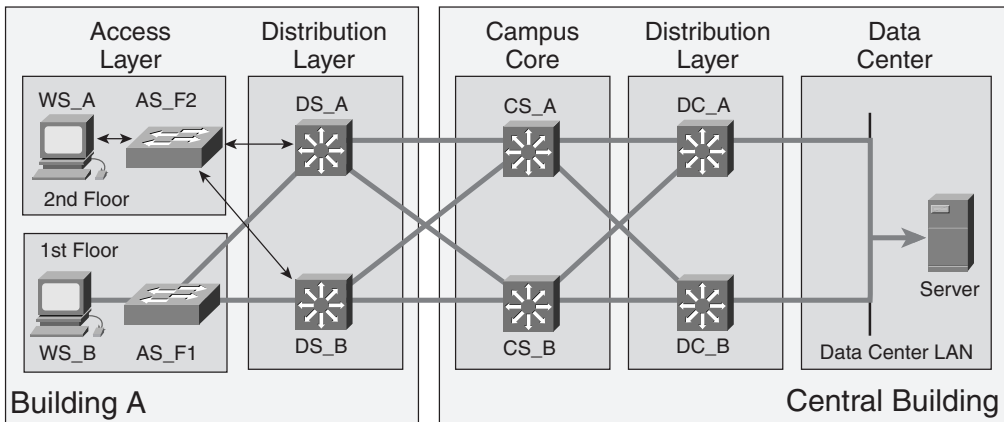 Access
Layer
Distribution
Layer
Campus
Core
Distribution
Layer
Data
Center
WS_A
AS_F2
DS_A
CS_A
DC_A
2nd Floor
1st Floor
Server
WS_B
AS_F1
DS_B
CS_B
DC_B
Data Center LAN
Building A
Central Building